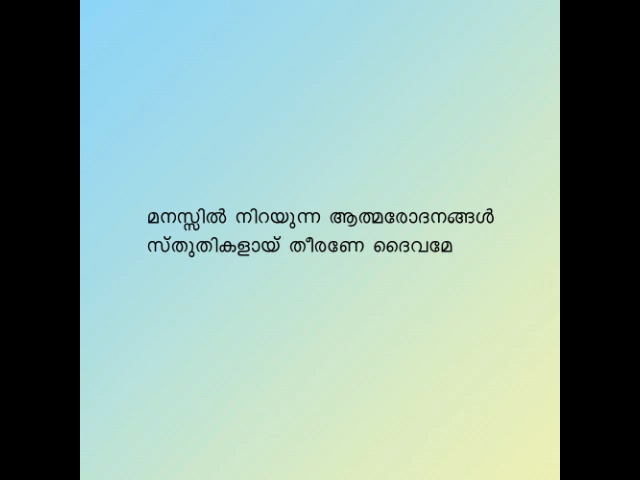 മനസ്സിൽ നിറയുന്ന ആത്മരോദനങ്ങൾ
സ്തുതികളായ് തീരണേ ദൈവമേ